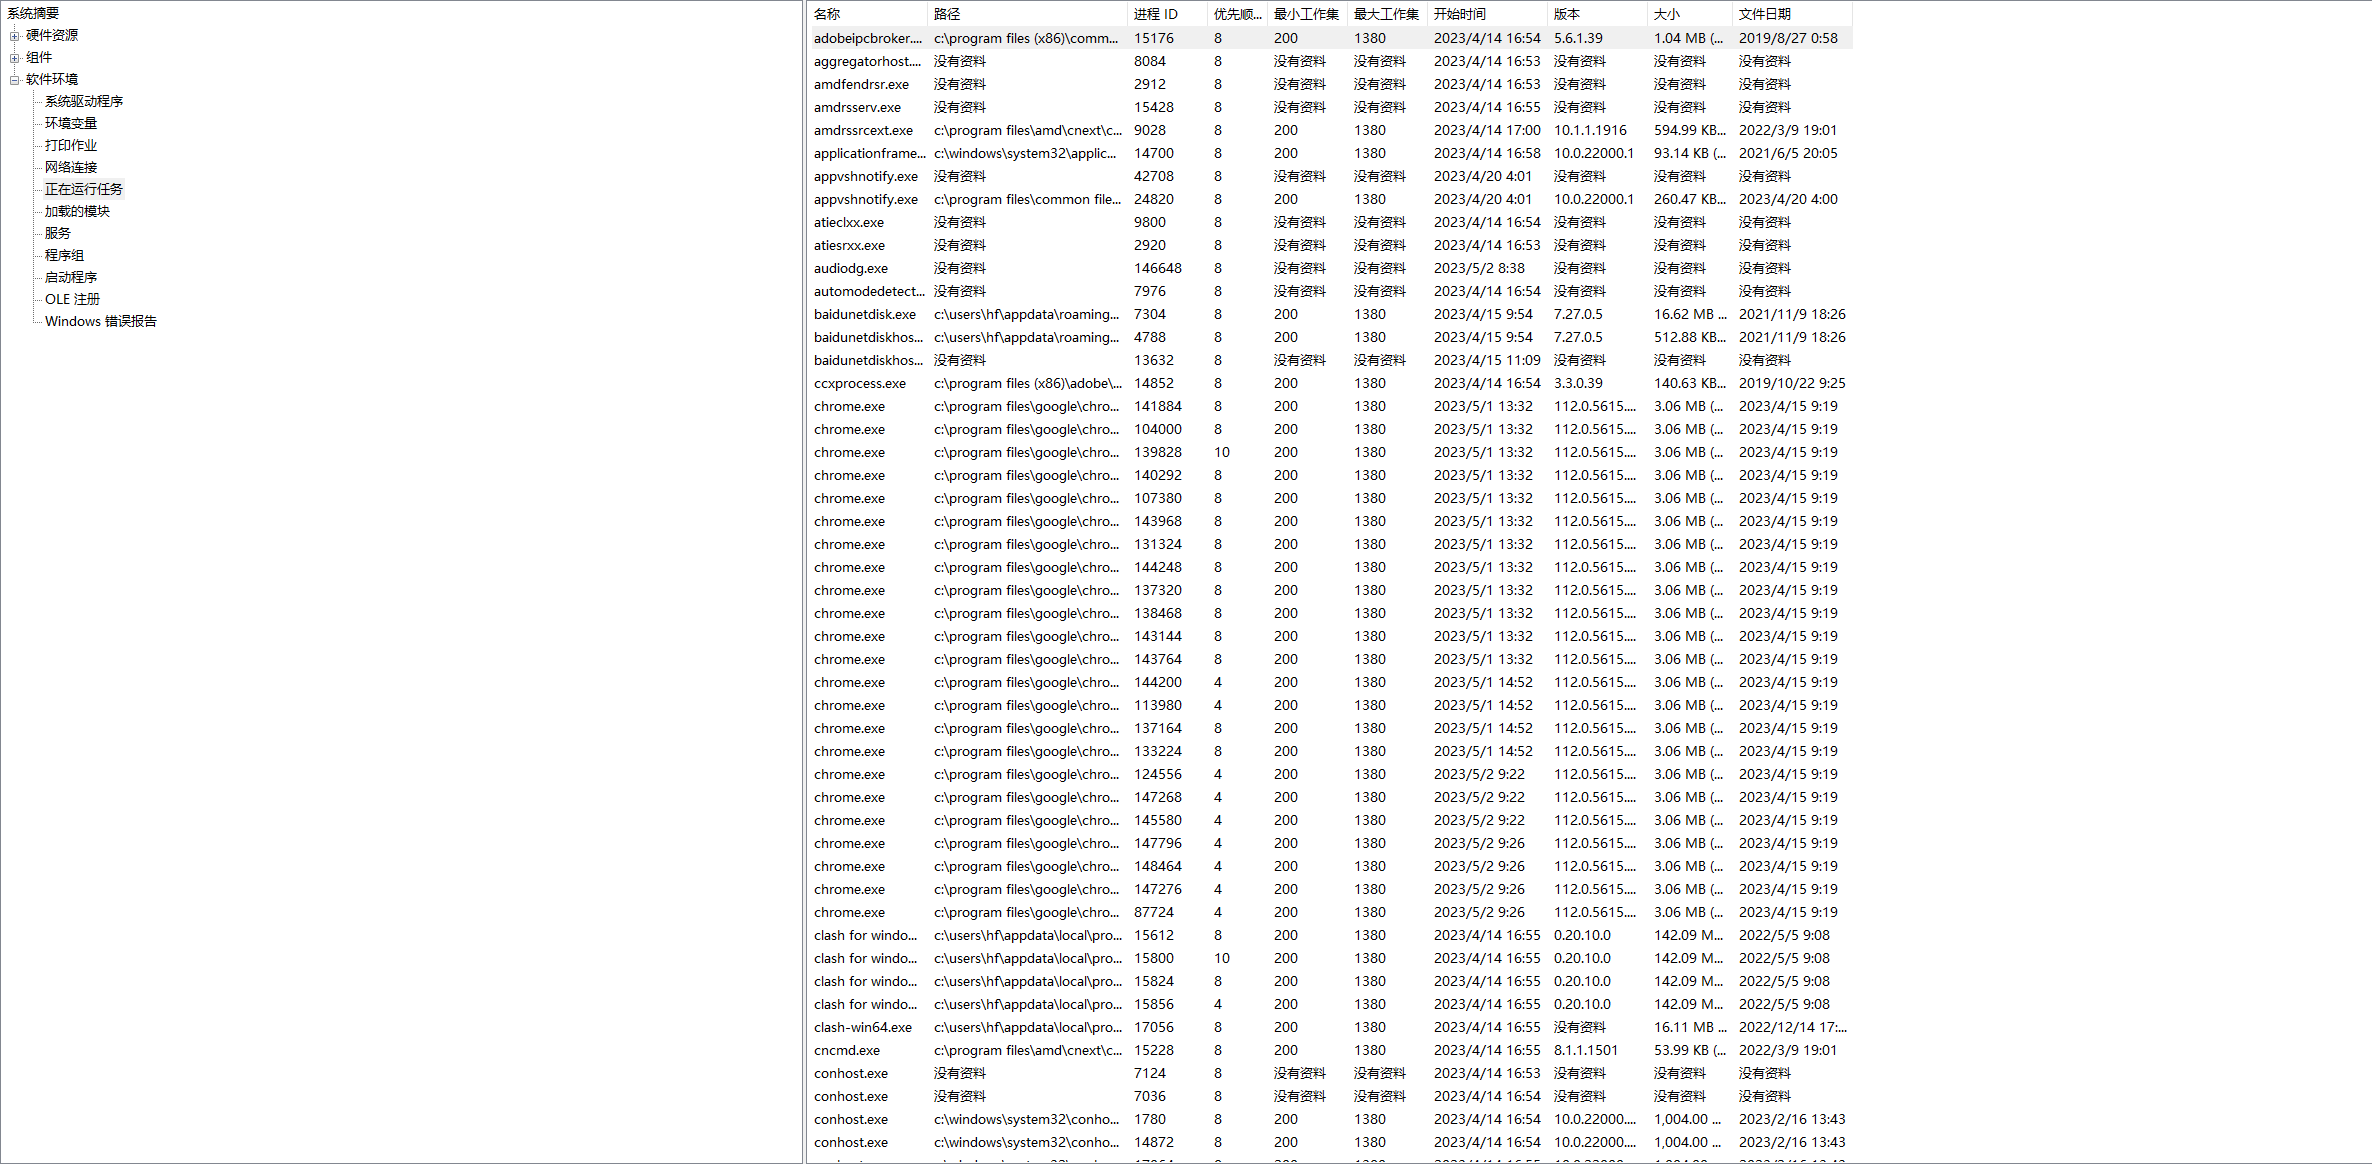 系统摘要
硬件资源
组件
软件环境
系统驱动程序
环境变量
打印作业
网络连接
正在运行任务
加载的模块
服务
程序组
启动程序
OLE 注册
Windows 错误报告
名称 路径 进程 ID 优先顺... 最小工作集 最大工作集 开始时间 版本 大小 文件日期
adobeipcbroker.... c:\program files (x86)\comm... 15176 8 200 1380 2023/4/14 16:54 5.6.1.39 1.04 MB (... 2019/8/27 0:58
aggregatorhost.... 没有资料 8084 8 没有资料 没有资料 2023/4/14 16:53 没有资料 没有资料 没有资料
amdfendrsr.exe 没有资料 2912 8 没有资料 没有资料 2023/4/14 16:53 没有资料 没有资料 没有资料
amdrsserv.exe 没有资料 15428 8 没有资料 没有资料 2023/4/14 16:55 没有资料 没有资料 没有资料
amdrssrcext.exe c:\program files\amd\cnext\c... 9028 8 200 1380 2023/4/14 17:00 10.1.1.1916 594.99 KB... 2022/3/9 19:01
applicationframe... c:\windows\system32\applic... 14700 8 200 1380 2023/4/14 16:58 10.0.22000.1 93.14 KB (... 2021/6/5 20:05
appvshnotify.exe 没有资料 42708 8 没有资料 没有资料 2023/4/20 4:01 没有资料 没有资料 没有资料
appvshnotify.exe c:\program files\common file... 24820 8 200 1380 2023/4/20 4:01 10.0.22000.1 260.47 KB... 2023/4/20 4:00
atieclxx.exe 没有资料 9800 8 没有资料 没有资料 2023/4/14 16:54 没有资料 没有资料 没有资料
atiesrxx.exe 没有资料 2920 8 没有资料 没有资料 2023/4/14 16:53 没有资料 没有资料 没有资料
audiodg.exe 没有资料 146648 8 没有资料 没有资料 2023/5/2 8:38 没有资料 没有资料 没有资料
automodedetect... 没有资料 7976 8 没有资料 没有资料 2023/4/14 16:54 没有资料 没有资料 没有资料
baidunetdisk.exe c:\users\hf\appdata\roaming... 7304 8 200 1380 2023/4/15 9:54 7.27.0.5 16.62 MB ... 2021/11/9 18:26
baidunetdiskhos... c:\users\hf\appdata\roaming... 4788 8 200 1380 2023/4/15 9:54 7.27.0.5 512.88 KB... 2021/11/9 18:26
baidunetdiskhos... 没有资料 13632 8 没有资料 没有资料 2023/4/15 11:09 没有资料 没有资料 没有资料
ccxprocess.exe c:\program files (x86)\adobe\... 14852 8 200 1380 2023/4/14 16:54 3.3.0.39 140.63 KB... 2019/10/22 9:25
chrome.exe c:\program files\google\chro... 141884 8 200 1380 2023/5/1 13:32 112.0.5615.... 3.06 MB (... 2023/4/15 9:19
chrome.exe c:\program files\google\chro... 104000 8 200 1380 2023/5/1 13:32 112.0.5615.... 3.06 MB (... 2023/4/15 9:19
chrome.exe c:\program files\google\chro... 139828 10 200 1380 2023/5/1 13:32 112.0.5615.... 3.06 MB (... 2023/4/15 9:19
chrome.exe c:\program files\google\chro... 140292 8 200 1380 2023/5/1 13:32 112.0.5615.... 3.06 MB (... 2023/4/15 9:19
chrome.exe c:\program files\google\chro... 107380 8 200 1380 2023/5/1 13:32 112.0.5615.... 3.06 MB (... 2023/4/15 9:19
chrome.exe c:\program files\google\chro... 143968 8 200 1380 2023/5/1 13:32 112.0.5615.... 3.06 MB (... 2023/4/15 9:19
chrome.exe c:\program files\google\chro... 131324 8 200 1380 2023/5/1 13:32 112.0.5615.... 3.06 MB (... 2023/4/15 9:19
chrome.exe c:\program files\google\chro... 144248 8 200 1380 2023/5/1 13:32 112.0.5615.... 3.06 MB (... 2023/4/15 9:19
chrome.exe c:\program files\google\chro... 137320 8 200 1380 2023/5/1 13:32 112.0.5615.... 3.06 MB (... 2023/4/15 9:19
chrome.exe c:\program files\google\chro... 138468 8 200 1380 2023/5/1 13:32 112.0.5615.... 3.06 MB (... 2023/4/15 9:19
chrome.exe c:\program files\google\chro... 143144 8 200 1380 2023/5/1 13:32 112.0.5615.... 3.06 MB (... 2023/4/15 9:19
chrome.exe c:\program files\google\chro... 143764 8 200 1380 2023/5/1 13:32 112.0.5615.... 3.06 MB (... 2023/4/15 9:19
chrome.exe c:\program files\google\chro... 144200 4 200 1380 2023/5/1 14:52 112.0.5615.... 3.06 MB (... 2023/4/15 9:19
chrome.exe c:\program files\google\chro... 113980 4 200 1380 2023/5/1 14:52 112.0.5615.... 3.06 MB (... 2023/4/15 9:19
chrome.exe c:\program files\google\chro... 137164 8 200 1380 2023/5/1 14:52 112.0.5615.... 3.06 MB (... 2023/4/15 9:19
chrome.exe c:\program files\google\chro... 133224 8 200 1380 2023/5/1 14:52 112.0.5615.... 3.06 MB (... 2023/4/15 9:19
chrome.exe c:\program files\google\chro... 124556 4 200 1380 2023/5/2 9:22 112.0.5615.... 3.06 MB (... 2023/4/15 9:19
chrome.exe c:\program files\google\chro... 147268 4 200 1380 2023/5/2 9:22 112.0.5615.... 3.06 MB (... 2023/4/15 9:19
chrome.exe c:\program files\google\chro... 145580 4 200 1380 2023/5/2 9:22 112.0.5615.... 3.06 MB (... 2023/4/15 9:19
chrome.exe c:\program files\google\chro... 147796 4 200 1380 2023/5/2 9:26 112.0.5615.... 3.06 MB (... 2023/4/15 9:19
chrome.exe c:\program files\google\chro... 148464 4 200 1380 2023/5/2 9:26 112.0.5615.... 3.06 MB (... 2023/4/15 9:19
chrome.exe c:\program files\google\chro... 147276 4 200 1380 2023/5/2 9:26 112.0.5615.... 3.06 MB (... 2023/4/15 9:19
chrome.exe c:\program files\google\chro... 87724 4 200 1380 2023/5/2 9:26 112.0.5615.... 3.06 MB (... 2023/4/15 9:19
clash for windo... c:\users\hf\appdata\local\pro... 15612 8 200 1380 2023/4/14 16:55 0.20.10.0 142.09 M... 2022/5/5 9:08
clash for windo... c:\users\hf\appdata\local\pro... 15800 10 200 1380 2023/4/14 16:55 0.20.10.0 142.09 M... 2022/5/5 9:08
clash for windo... c:\users\hf\appdata\local\pro... 15824 8 200 1380 2023/4/14 16:55 0.20.10.0 142.09 M... 2022/5/5 9:08
clash for windo... c:\users\hf\appdata\local\pro... 15856 4 200 1380 2023/4/14 16:55 0.20.10.0 142.09 M... 2022/5/5 9:08
clash-win64.exe c:\users\hf\appdata\local\pro... 17056 8 200 1380 2023/4/14 16:55 没有资料 16.11 MB ... 2022/12/14 17:...
cncmd.exe c:\program files\amd\cnext\c... 15228 8 200 1380 2023/4/14 16:55 8.1.1.1501 53.99 KB (... 2022/3/9 19:01
conhost.exe 没有资料 7124 8 没有资料 没有资料 2023/4/14 16:53 没有资料 没有资料 没有资料
conhost.exe 没有资料 7036 8 没有资料 没有资料 2023/4/14 16:54 没有资料 没有资料 没有资料
conhost.exe c:\windows\system32\conho... 1780 8 200 1380 2023/4/14 16:54 10.0.22000.... 1,004.00 ... 2023/2/16 13:43
conhost.exe c:\windows\system32\conho... 14872 8 200 1380 2023/4/14 16:54 10.0.22000.... 1,004.00 ... 2023/2/16 13:43